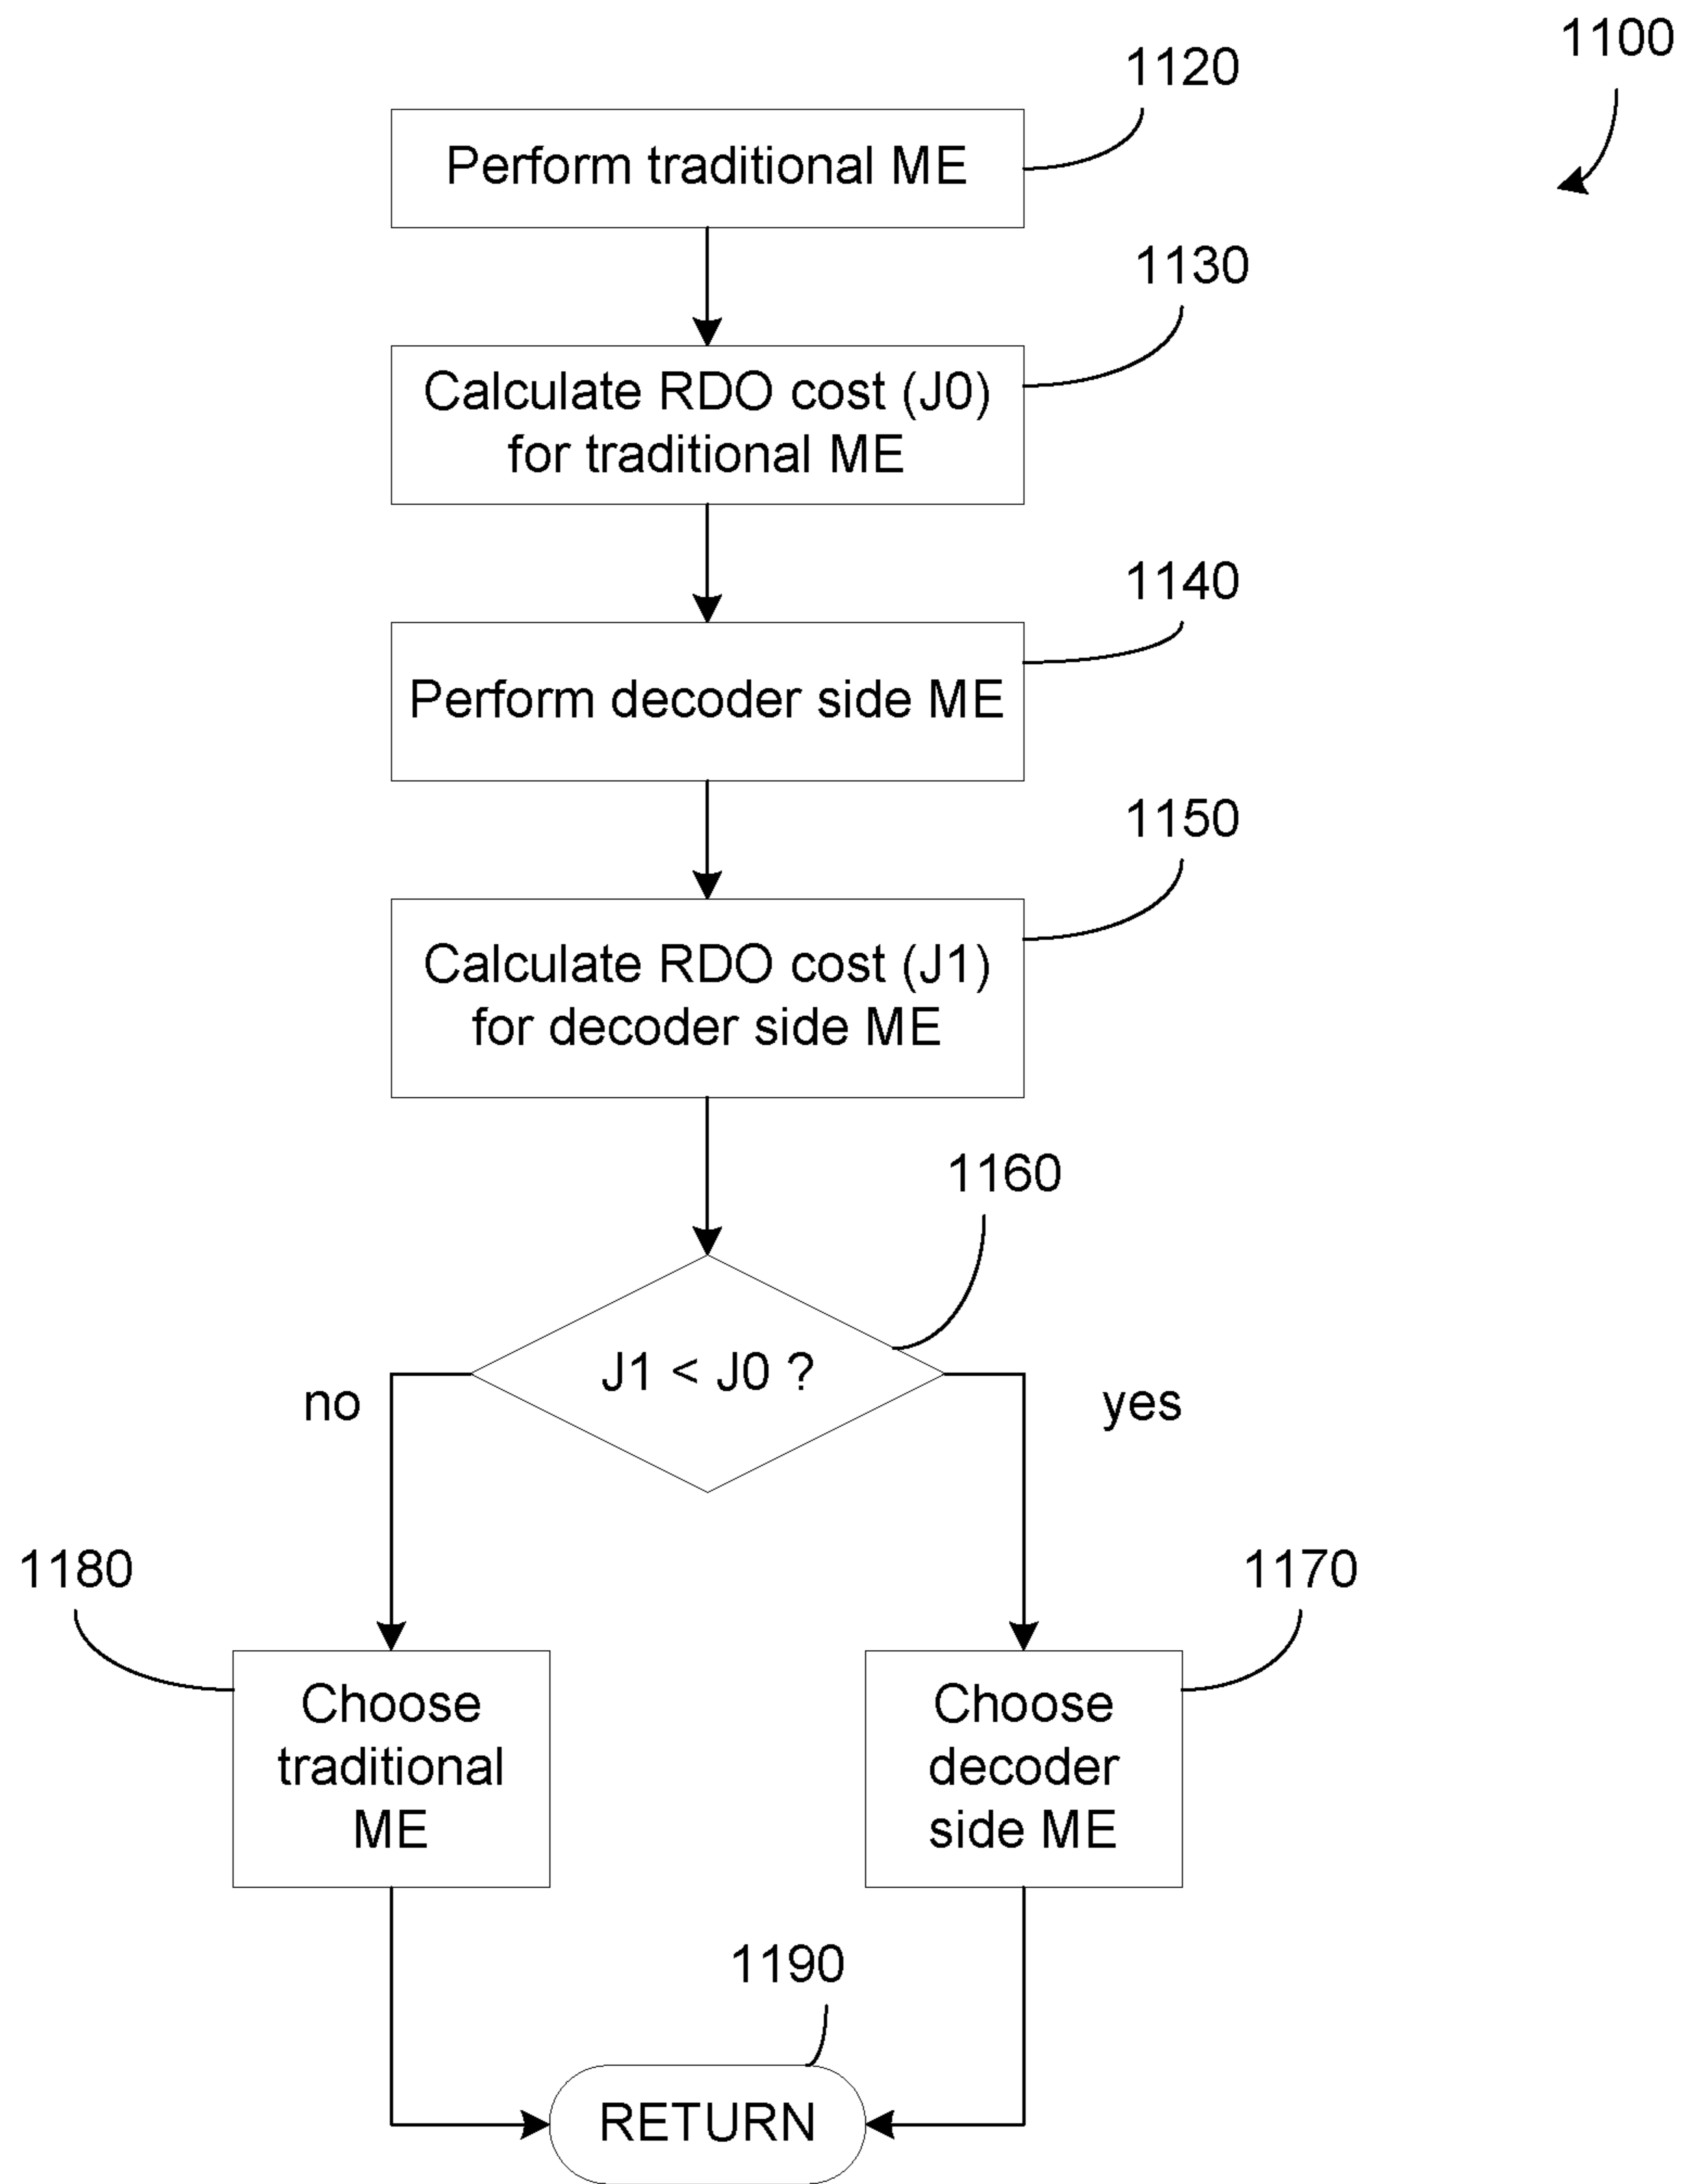 1100
1120
Perform traditional ME
1130
Calculate RDO cost (J0)
for traditional ME
1140
Perform decoder side ME
1150
Calculate RDO cost (J1)
for decoder side ME
1160
J1 < J0 ?
no
yes
1180
1170
Choose
traditional
ME
Choose
decoder
side ME
1190
RETURN